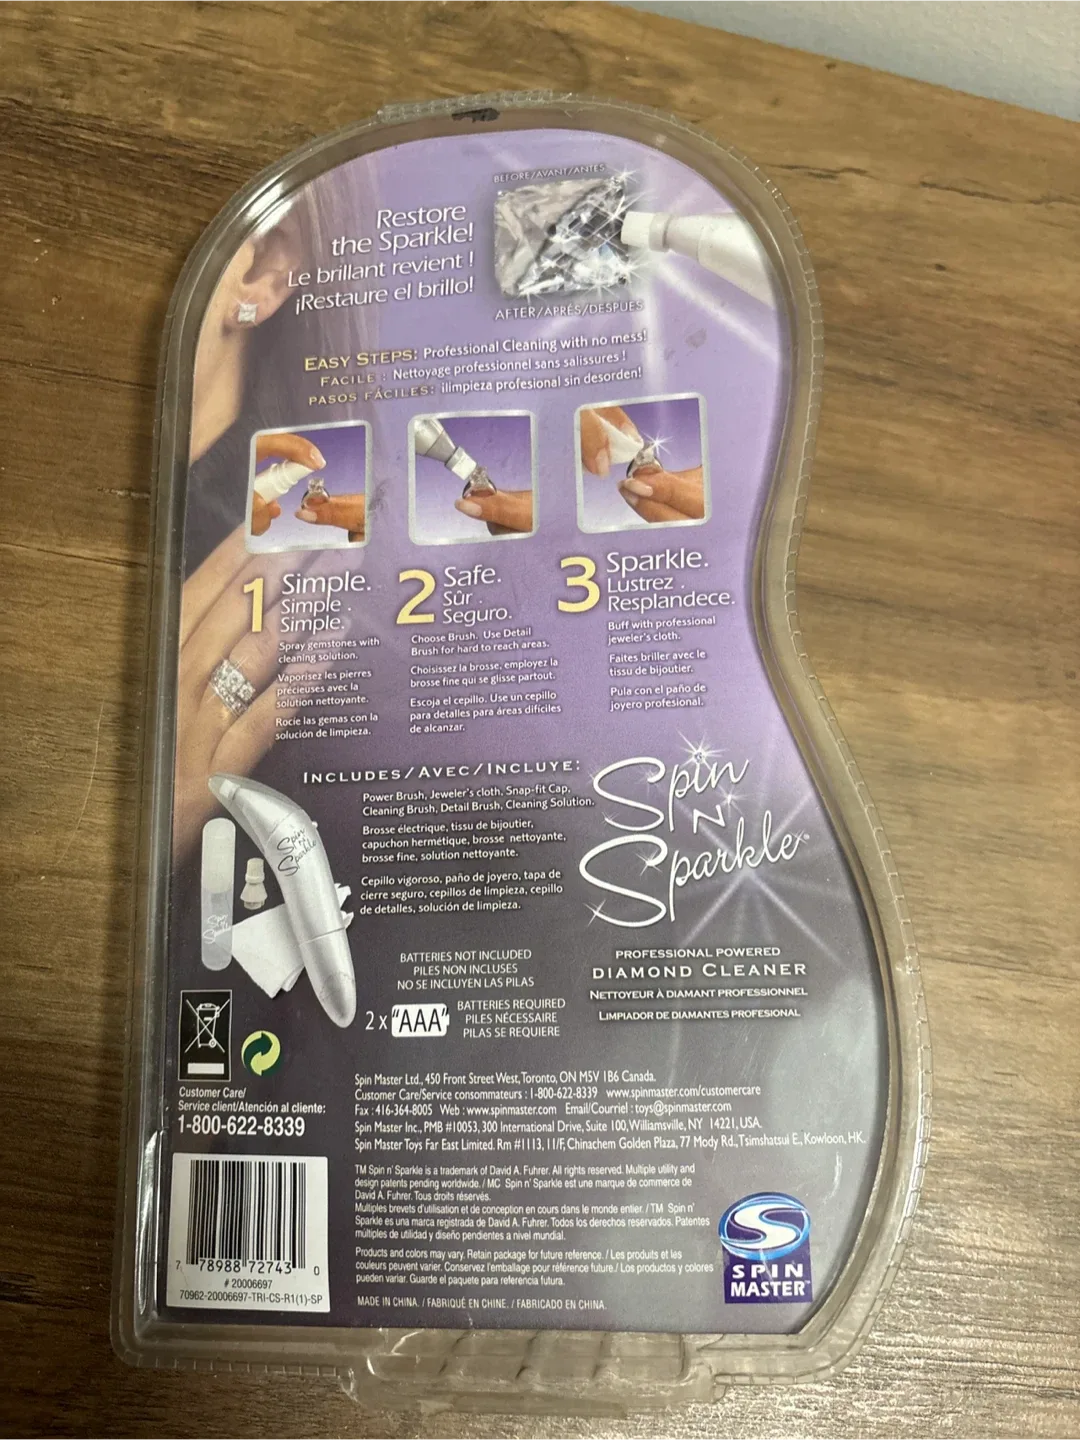 BEFORE/AVANT/ANTES
Restore
the Sparkle!
Le brillant revient !
¡Restaure el brillo!
AFTER/APRÈS/DESPUÉS
EASY STEPS: Professional Cleaning with no mess!
FACILE : Nettoyage professionnel sans salissures !
PASOS FÁCILES: ¡limpieza profesional sin desorden!
1 Simple.
Simple .
Simple.
Spray gemstones with
cleaning solution.
Vaporisez les pierres
précieuses avec la
solution nettoyante.
Rocíe las gemas con la
solución de limpieza.
2 Safe.
Sûr .
Seguro.
Choose Brush. Use Detail
Brush for hard to reach areas.
Choisissez la brosse, employez la
brosse fine qui se glisse partout.
Escoja el cepillo. Use un cepillo
para detalles para áreas difíciles
de alcanzar.
3 Sparkle.
Lustrez .
Resplandece.
Buff with professional
jeweler's cloth.
Faites briller avec le
tissu de bijoutier.
Pula con el paño de
joyero profesional.
INCLUDES/AVEC/INCLUYE:
Power Brush, Jeweler's cloth, Snap-fit Cap,
Cleaning Brush, Detail Brush, Cleaning Solution.
Brosse électrique, tissu de bijoutier,
capuchon hermétique, brosse nettoyante,
brosse fine, solution nettoyante.
Cepillo vigoroso, paño de joyero, tapa de
cierre seguro, cepillos de limpieza, cepillo
de detalles, solución de limpieza.
Spin
N
Sparkle
Spin
N
Sparkle
Spin
N
Sparkle
PROFESSIONAL POWERED
DIAMOND CLEANER
NETTOYEUR À DIAMANT PROFESSIONNEL
LIMPIADOR DE DIAMANTES PROFESIONAL
BATTERIES NOT INCLUDED
PILES NON INCLUSES
NO SE INCLUYEN LAS PILAS
2 x "AAA"
BATTERIES REQUIRED
PILES NÉCESSAIRE
PILAS SE REQUIERE
Customer Care/
Service client/Atención al cliente:
1-800-622-8339
Spin Master Ltd., 450 Front Street West, Toronto, ON M5V 1B6 Canada.
Customer Care/Service consommateurs : 1-800-622-8339 www.spinmaster.com/customercare
Fax : 416-364-8005 Web : www.spinmaster.com Email/Courriel : toys@spinmaster.com
Spin Master Inc., PMB #10053, 300 International Drive, Suite 100, Williamsville, NY 14221, USA.
Spin Master Toys Far East Limited. Rm #1113, 11/F, Chinachem Golden Plaza, 77 Mody Rd., Tsimshatsui E., Kowloon, HK.
TM Spin n' Sparkle is a trademark of David A. Fuhrer. All rights reserved. Multiple utility and
design patents pending worldwide. / MC Spin n' Sparkle est une marque de commerce de
David A. Fuhrer. Tous droits réservés.
Multiples brevets d'utilisation et de conception en cours dans le monde entier. / TM Spin n'
Sparkle es una marca registrada de David A. Fuhrer. Todos los derechos reservados. Patentes
múltiples de utilidad y diseño pendientes a nivel mundial.
Products and colors may vary. Retain package for future reference. / Les produits et les
couleurs peuvent varier. Conservez l'emballage pour référence future./ Los productos y colores
pueden variar. Guarde el paquete para referencia futura.
MADE IN CHINA. / FABRIQUÉ EN CHINE. / FABRICADO EN CHINA.
7 78988 72743 0
# 20006697
70962-20006697-TRI-CS-R1(1)-SP
SPIN
MASTER™